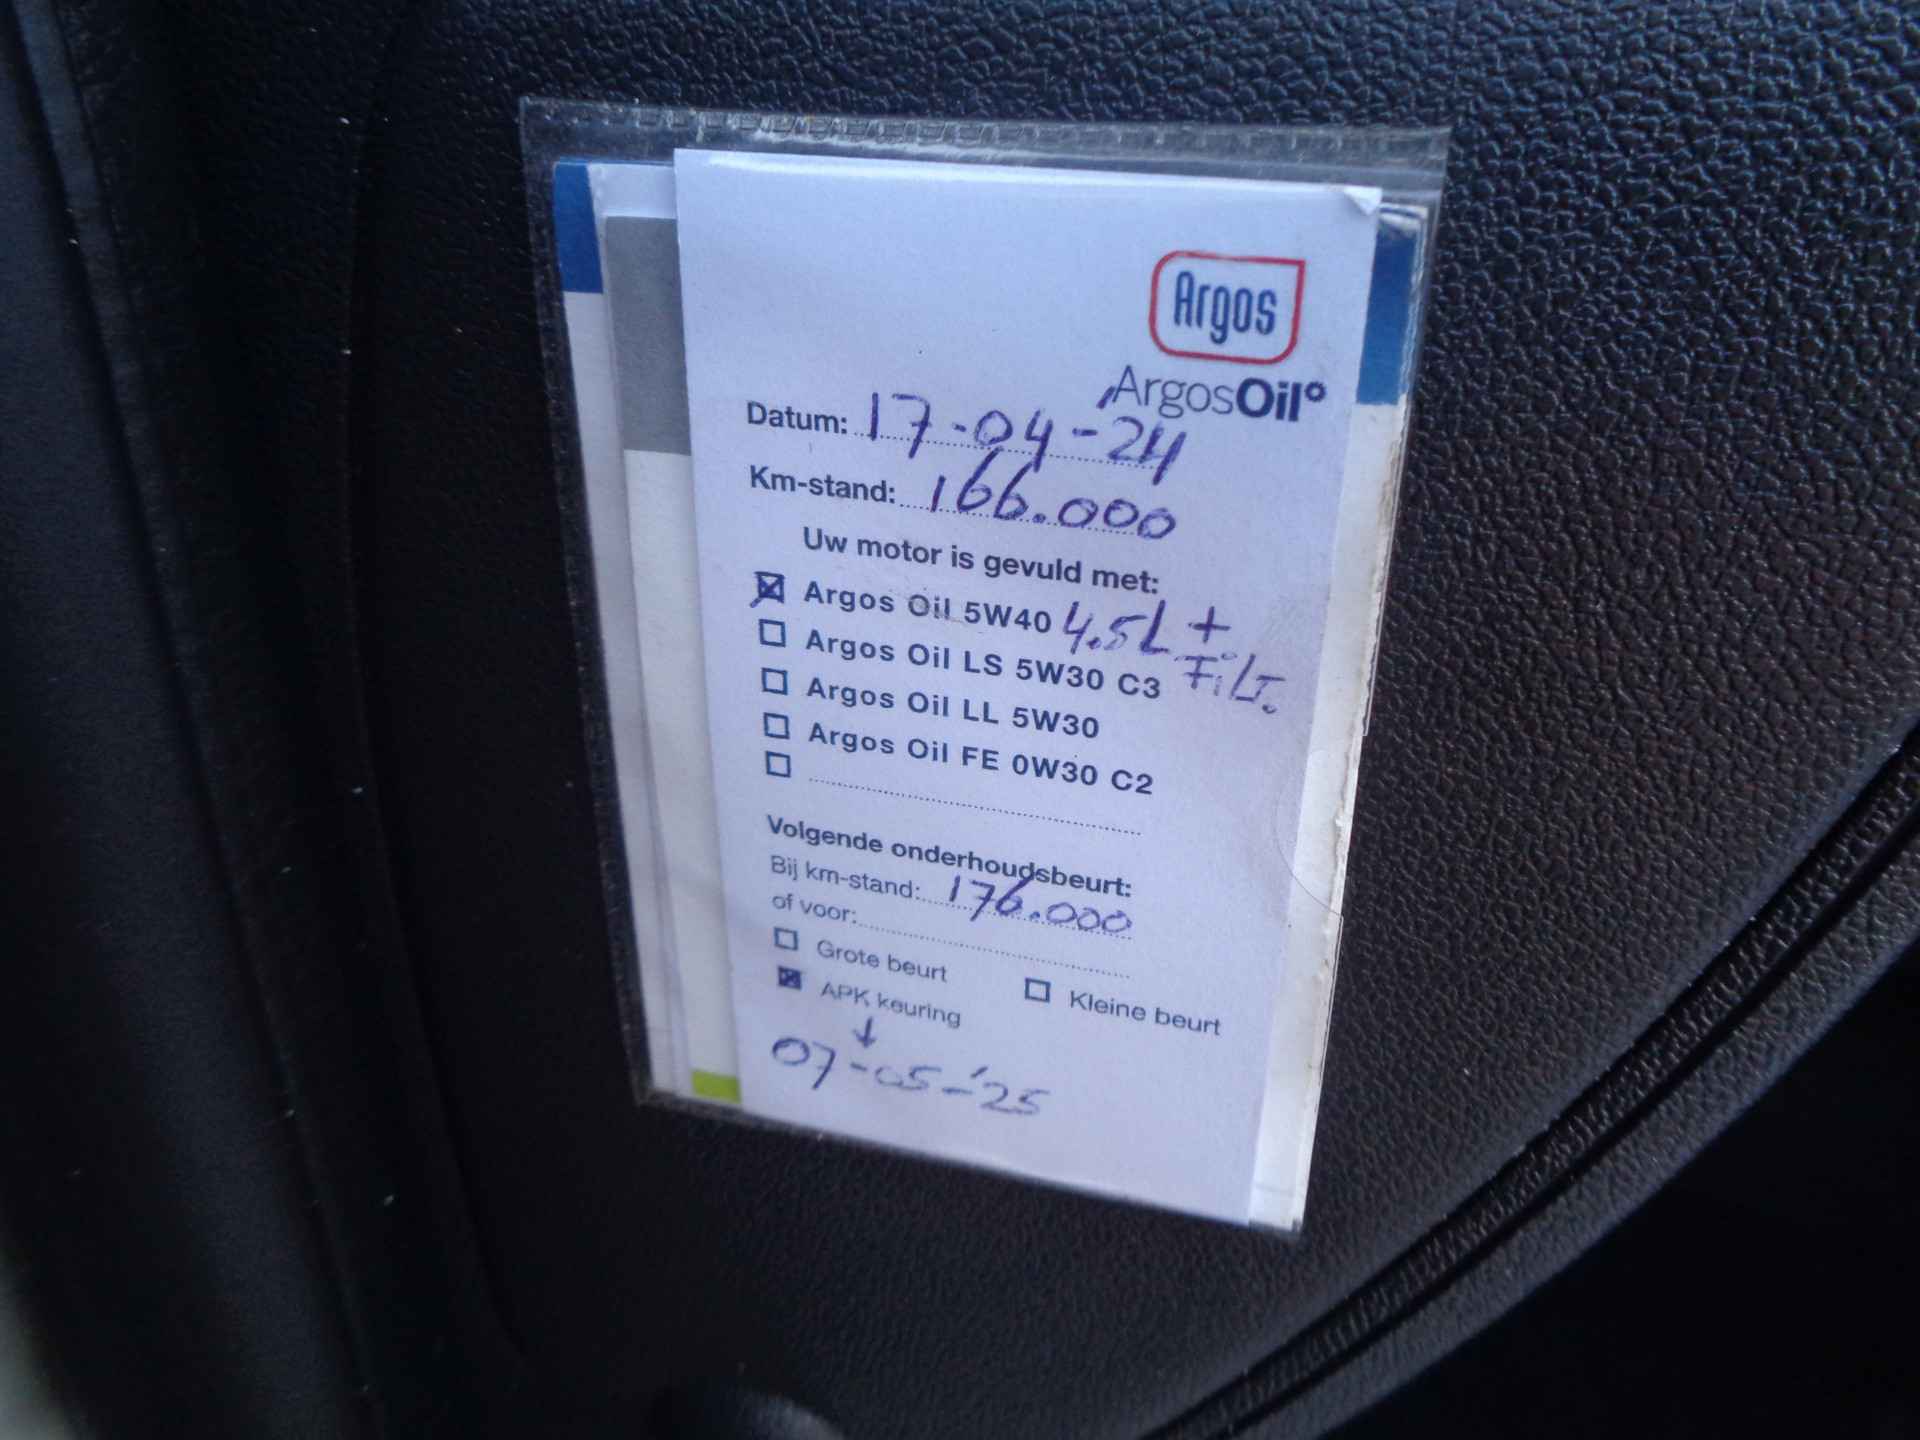 Argos
ArgosOil°
Datum: 17-04-'24
Km-stand: 166.000
Uw motor is gevuld met:
Argos Oil 5W40 4.5L +
Filt.
Argos Oil LS 5W30 C3
Argos Oil LL 5W30
Argos Oil FE 0W30 C2
Volgende onderhoudsbeurt:
Bij km-stand: 176.000
of voor:
Grote beurt
Kleine beurt
APK keuring
07-05-'25